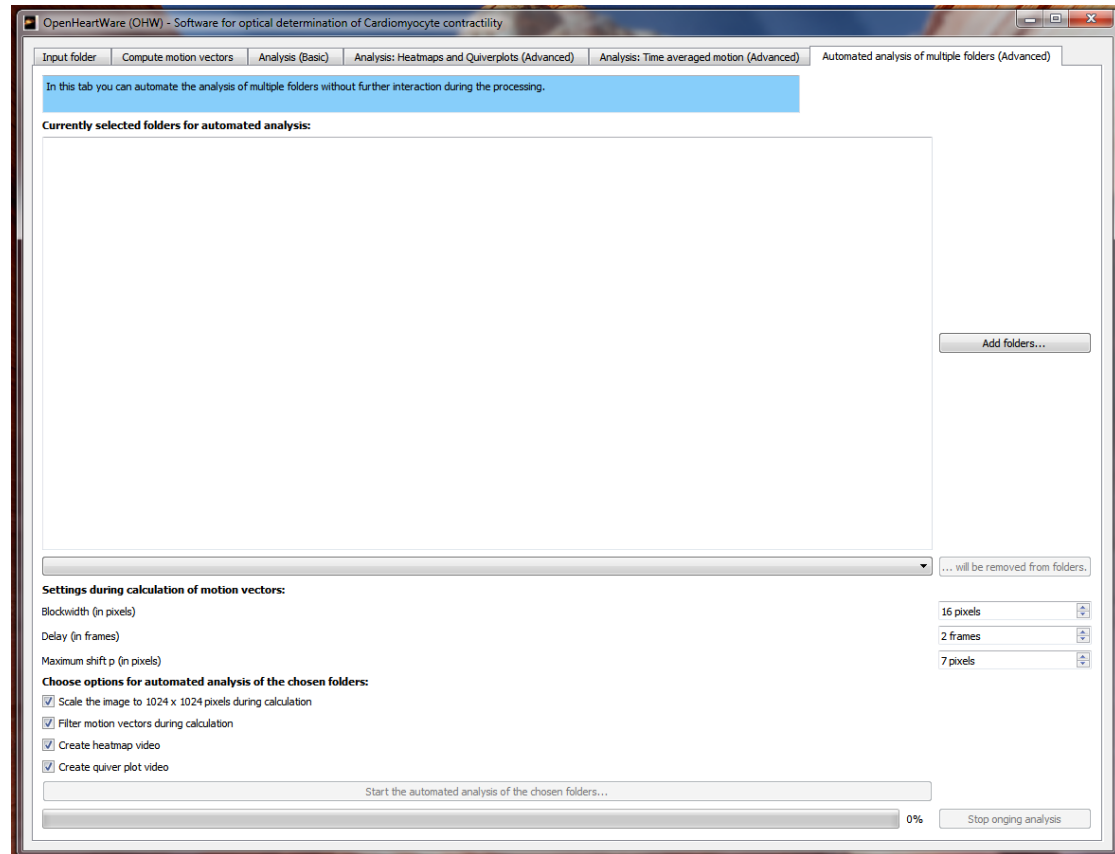 OpenHeartWare (OHW) - Software for optical determination of Cardiomyocyte contractility
Input folder Compute motion vectors Analysis (Basic) Analysis: Heatmaps and Quiverplots (Advanced) Analysis: Time averaged motion (Advanced) Automated analysis of multiple folders (Advanced)
In this tab you can automate the analysis of multiple folders without further interaction during the processing.
Currently selected folders for automated analysis:
Add folders...
... will be removed from folders.
Settings during calculation of motion vectors:
Blockwidth (in pixels) 16 pixels
Delay (in frames) 2 frames
Maximum shift p (in pixels) 7 pixels
Choose options for automated analysis of the chosen folders:
Scale the image to 1024 x 1024 pixels during calculation
Filter motion vectors during calculation
Create heatmap video
Create quiver plot video
Start the automated analysis of the chosen folders...
0% Stop onging analysis